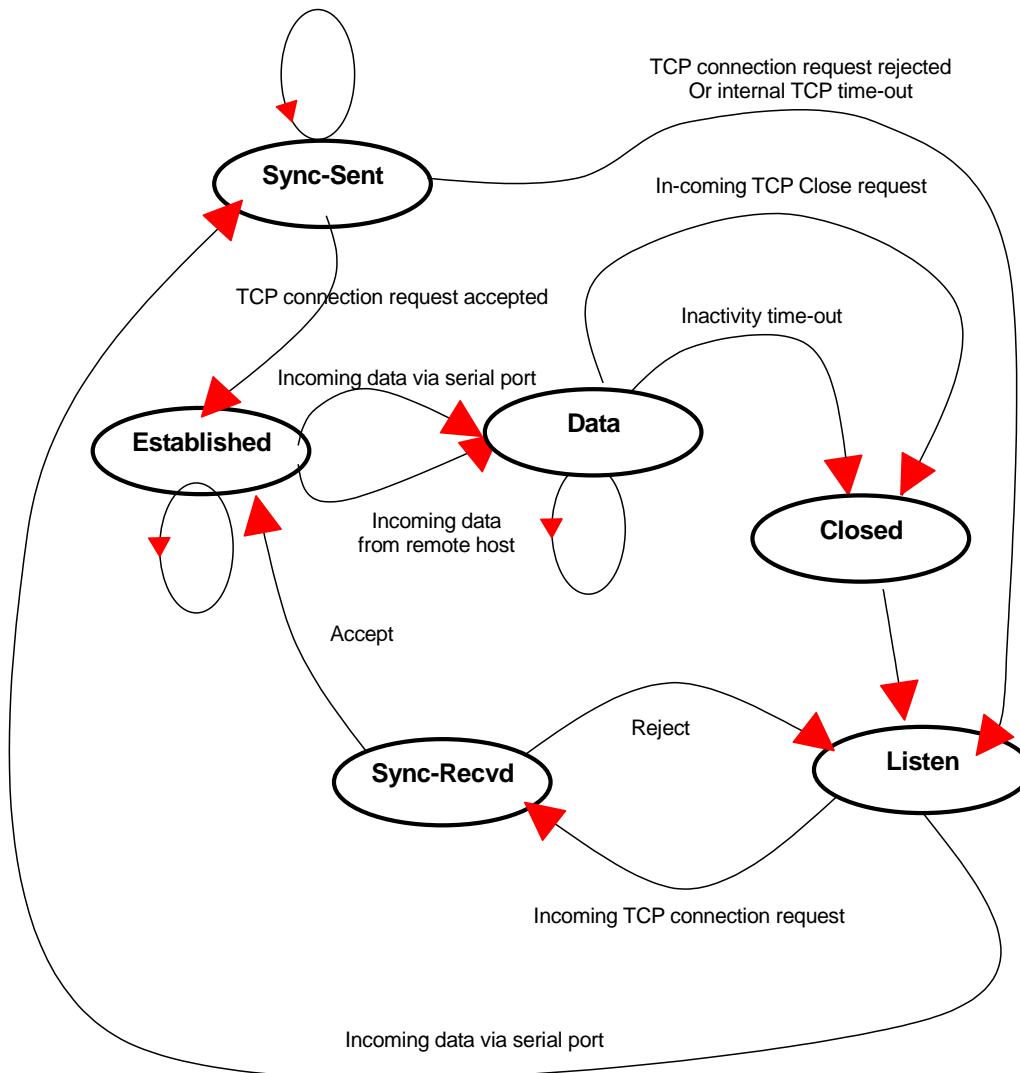 TCP connection request rejected
Or internal TCP time-out
Sync-Sent
In-coming TCP Close request
TCP connection request accepted
Inactivity time-out
Incoming data via serial port
Data
Established
Incoming data
from remote host
Closed
Accept
Reject
Sync-Recvd
Listen
Incoming TCP connection request
Incoming data via serial port